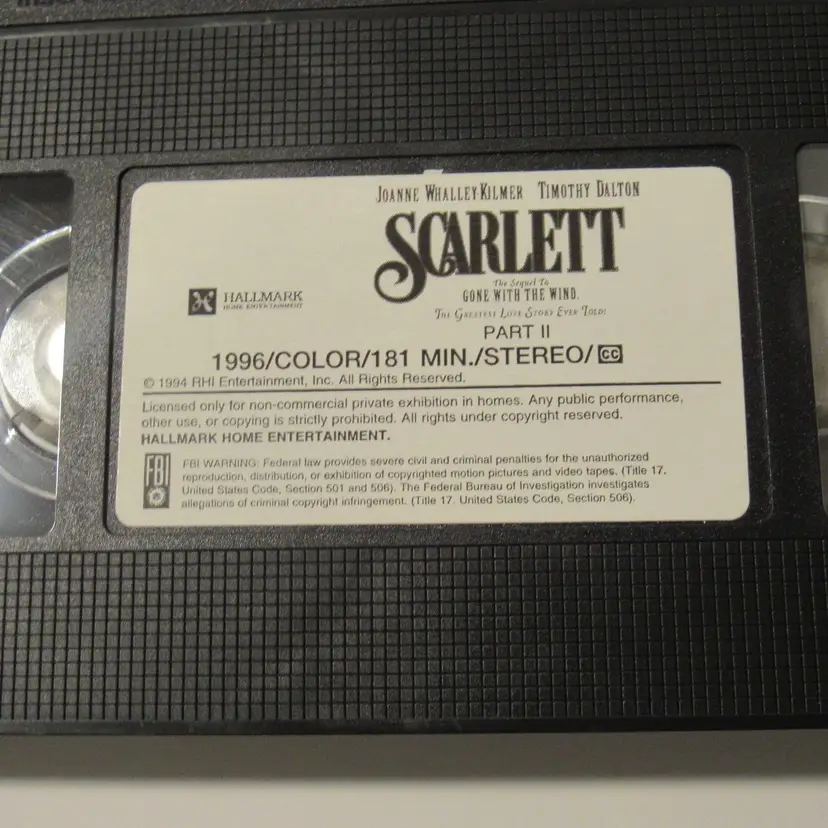 JOANNE WHALLEY-KILMER TIMOTHY DALTON
SCARLETT
The Sequel To
GONE WITH THE WIND.
THE GREATEST LOVE STORY EVER TOLD!
HALLMARK
HOME ENTERTAINMENT
PART II
1996/COLOR/181 MIN./STEREO/CC
© 1994 RHI Entertainment, Inc. All Rights Reserved.
Licensed only for non-commercial private exhibition in homes. Any public performance,
other use, or copying is strictly prohibited. All rights under copyright reserved.
HALLMARK HOME ENTERTAINMENT.
FBI
FBI WARNING: Federal law provides severe civil and criminal penalties for the unauthorized
reproduction, distribution, or exhibition of copyrighted motion pictures and video tapes. (Title 17.
United States Code, Section 501 and 506). The Federal Bureau of Investigation investigates
allegations of criminal copyright infringement. (Title 17. United States Code, Section 506).